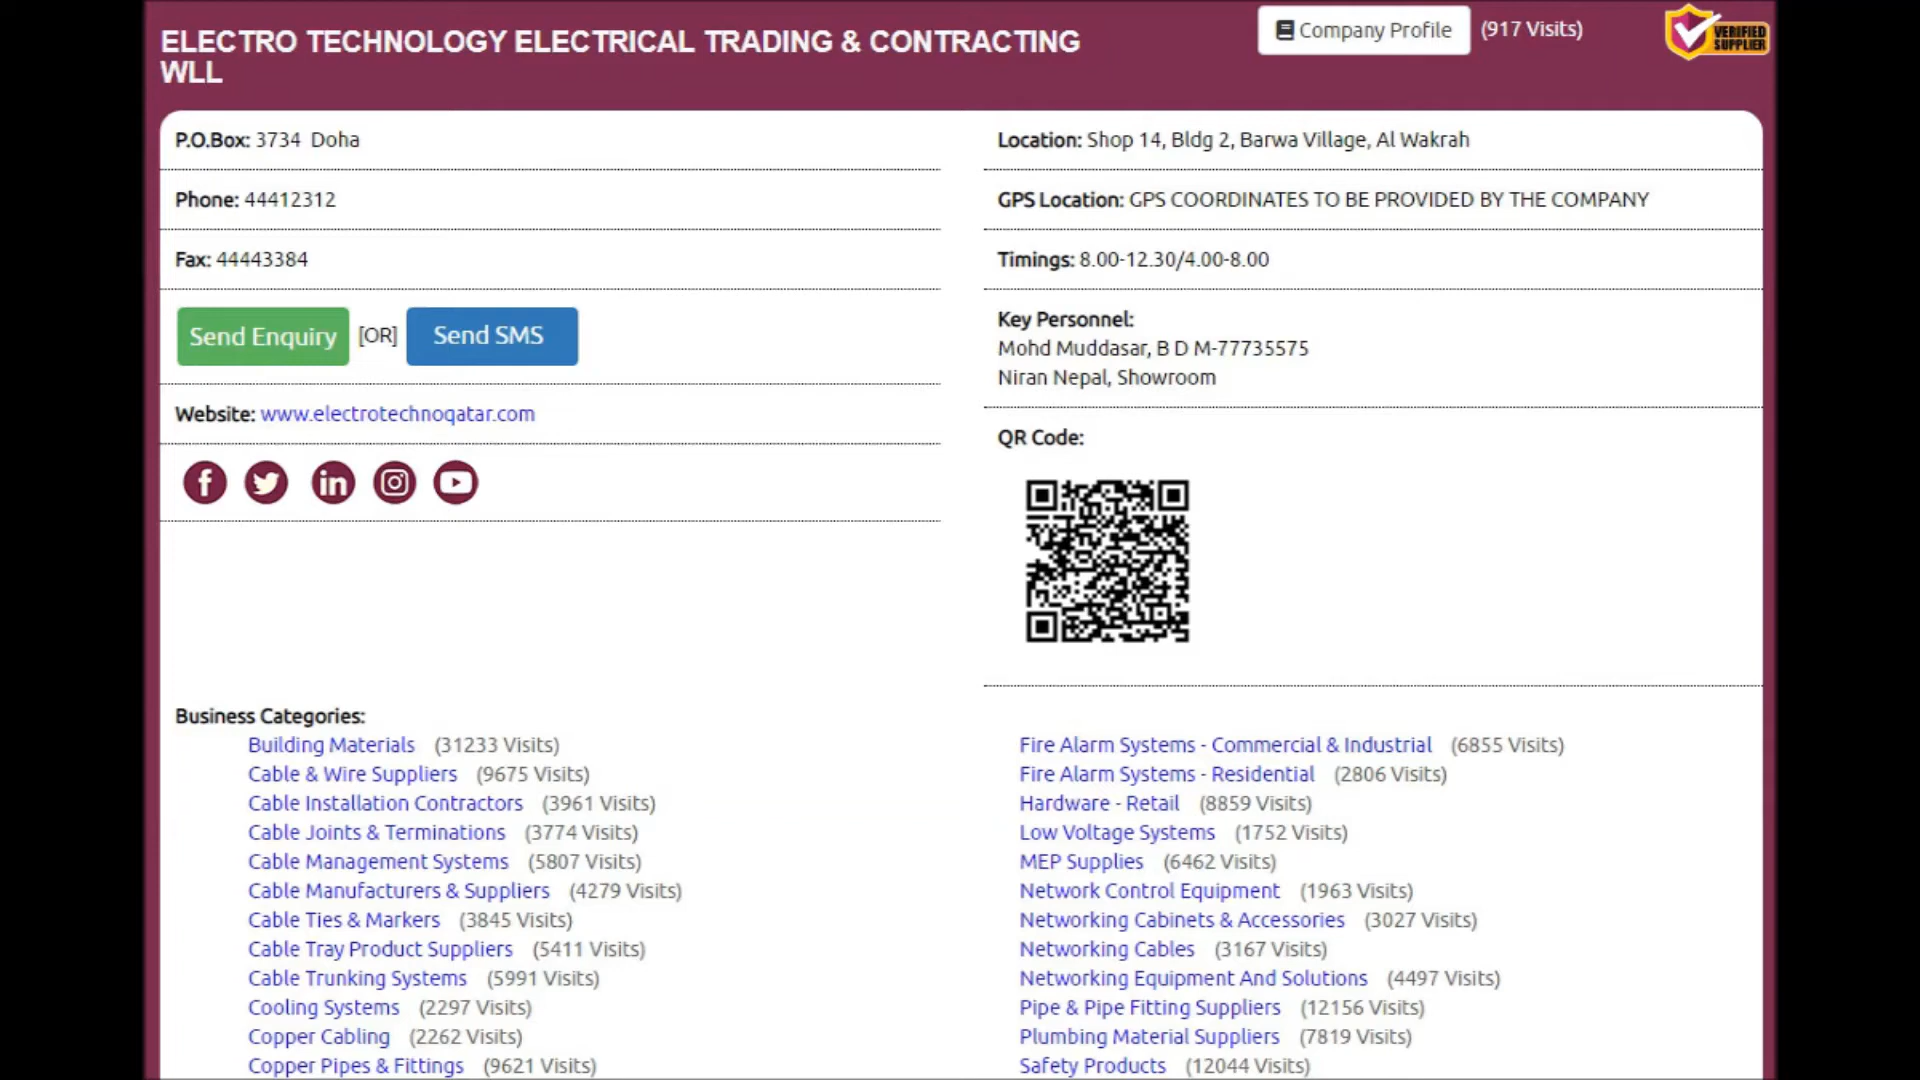 ELECTRO TECHNOLOGY ELECTRICAL TRADING & CONTRACTING
WLL
Company Profile (917 Visits)
VERIFIED
SUPPLIER
P.O.Box: 3734 Doha
Phone: 44412312
Fax: 44443384
Send Enquiry [OR] Send SMS
Website: www.electrotechnoqatar.com
Location: Shop 14, Bldg 2, Barwa Village, Al Wakrah
GPS Location: GPS COORDINATES TO BE PROVIDED BY THE COMPANY
Timings: 8.00-12.30/4.00-8.00
Key Personnel:
Mohd Muddasar, B D M-77735575
Niran Nepal, Showroom
QR Code:
Business Categories:
Building Materials (31233 Visits)
Cable & Wire Suppliers (9675 Visits)
Cable Installation Contractors (3961 Visits)
Cable Joints & Terminations (3774 Visits)
Cable Management Systems (5807 Visits)
Cable Manufacturers & Suppliers (4279 Visits)
Cable Ties & Markers (3845 Visits)
Cable Tray Product Suppliers (5411 Visits)
Cable Trunking Systems (5991 Visits)
Cooling Systems (2297 Visits)
Copper Cabling (2262 Visits)
Copper Pipes & Fittings (9621 Visits)
Fire Alarm Systems - Commercial & Industrial (6855 Visits)
Fire Alarm Systems - Residential (2806 Visits)
Hardware - Retail (8859 Visits)
Low Voltage Systems (1752 Visits)
MEP Supplies (6462 Visits)
Network Control Equipment (1963 Visits)
Networking Cabinets & Accessories (3027 Visits)
Networking Cables (3167 Visits)
Networking Equipment And Solutions (4497 Visits)
Pipe & Pipe Fitting Suppliers (12156 Visits)
Plumbing Material Suppliers (7819 Visits)
Safety Products (12044 Visits)